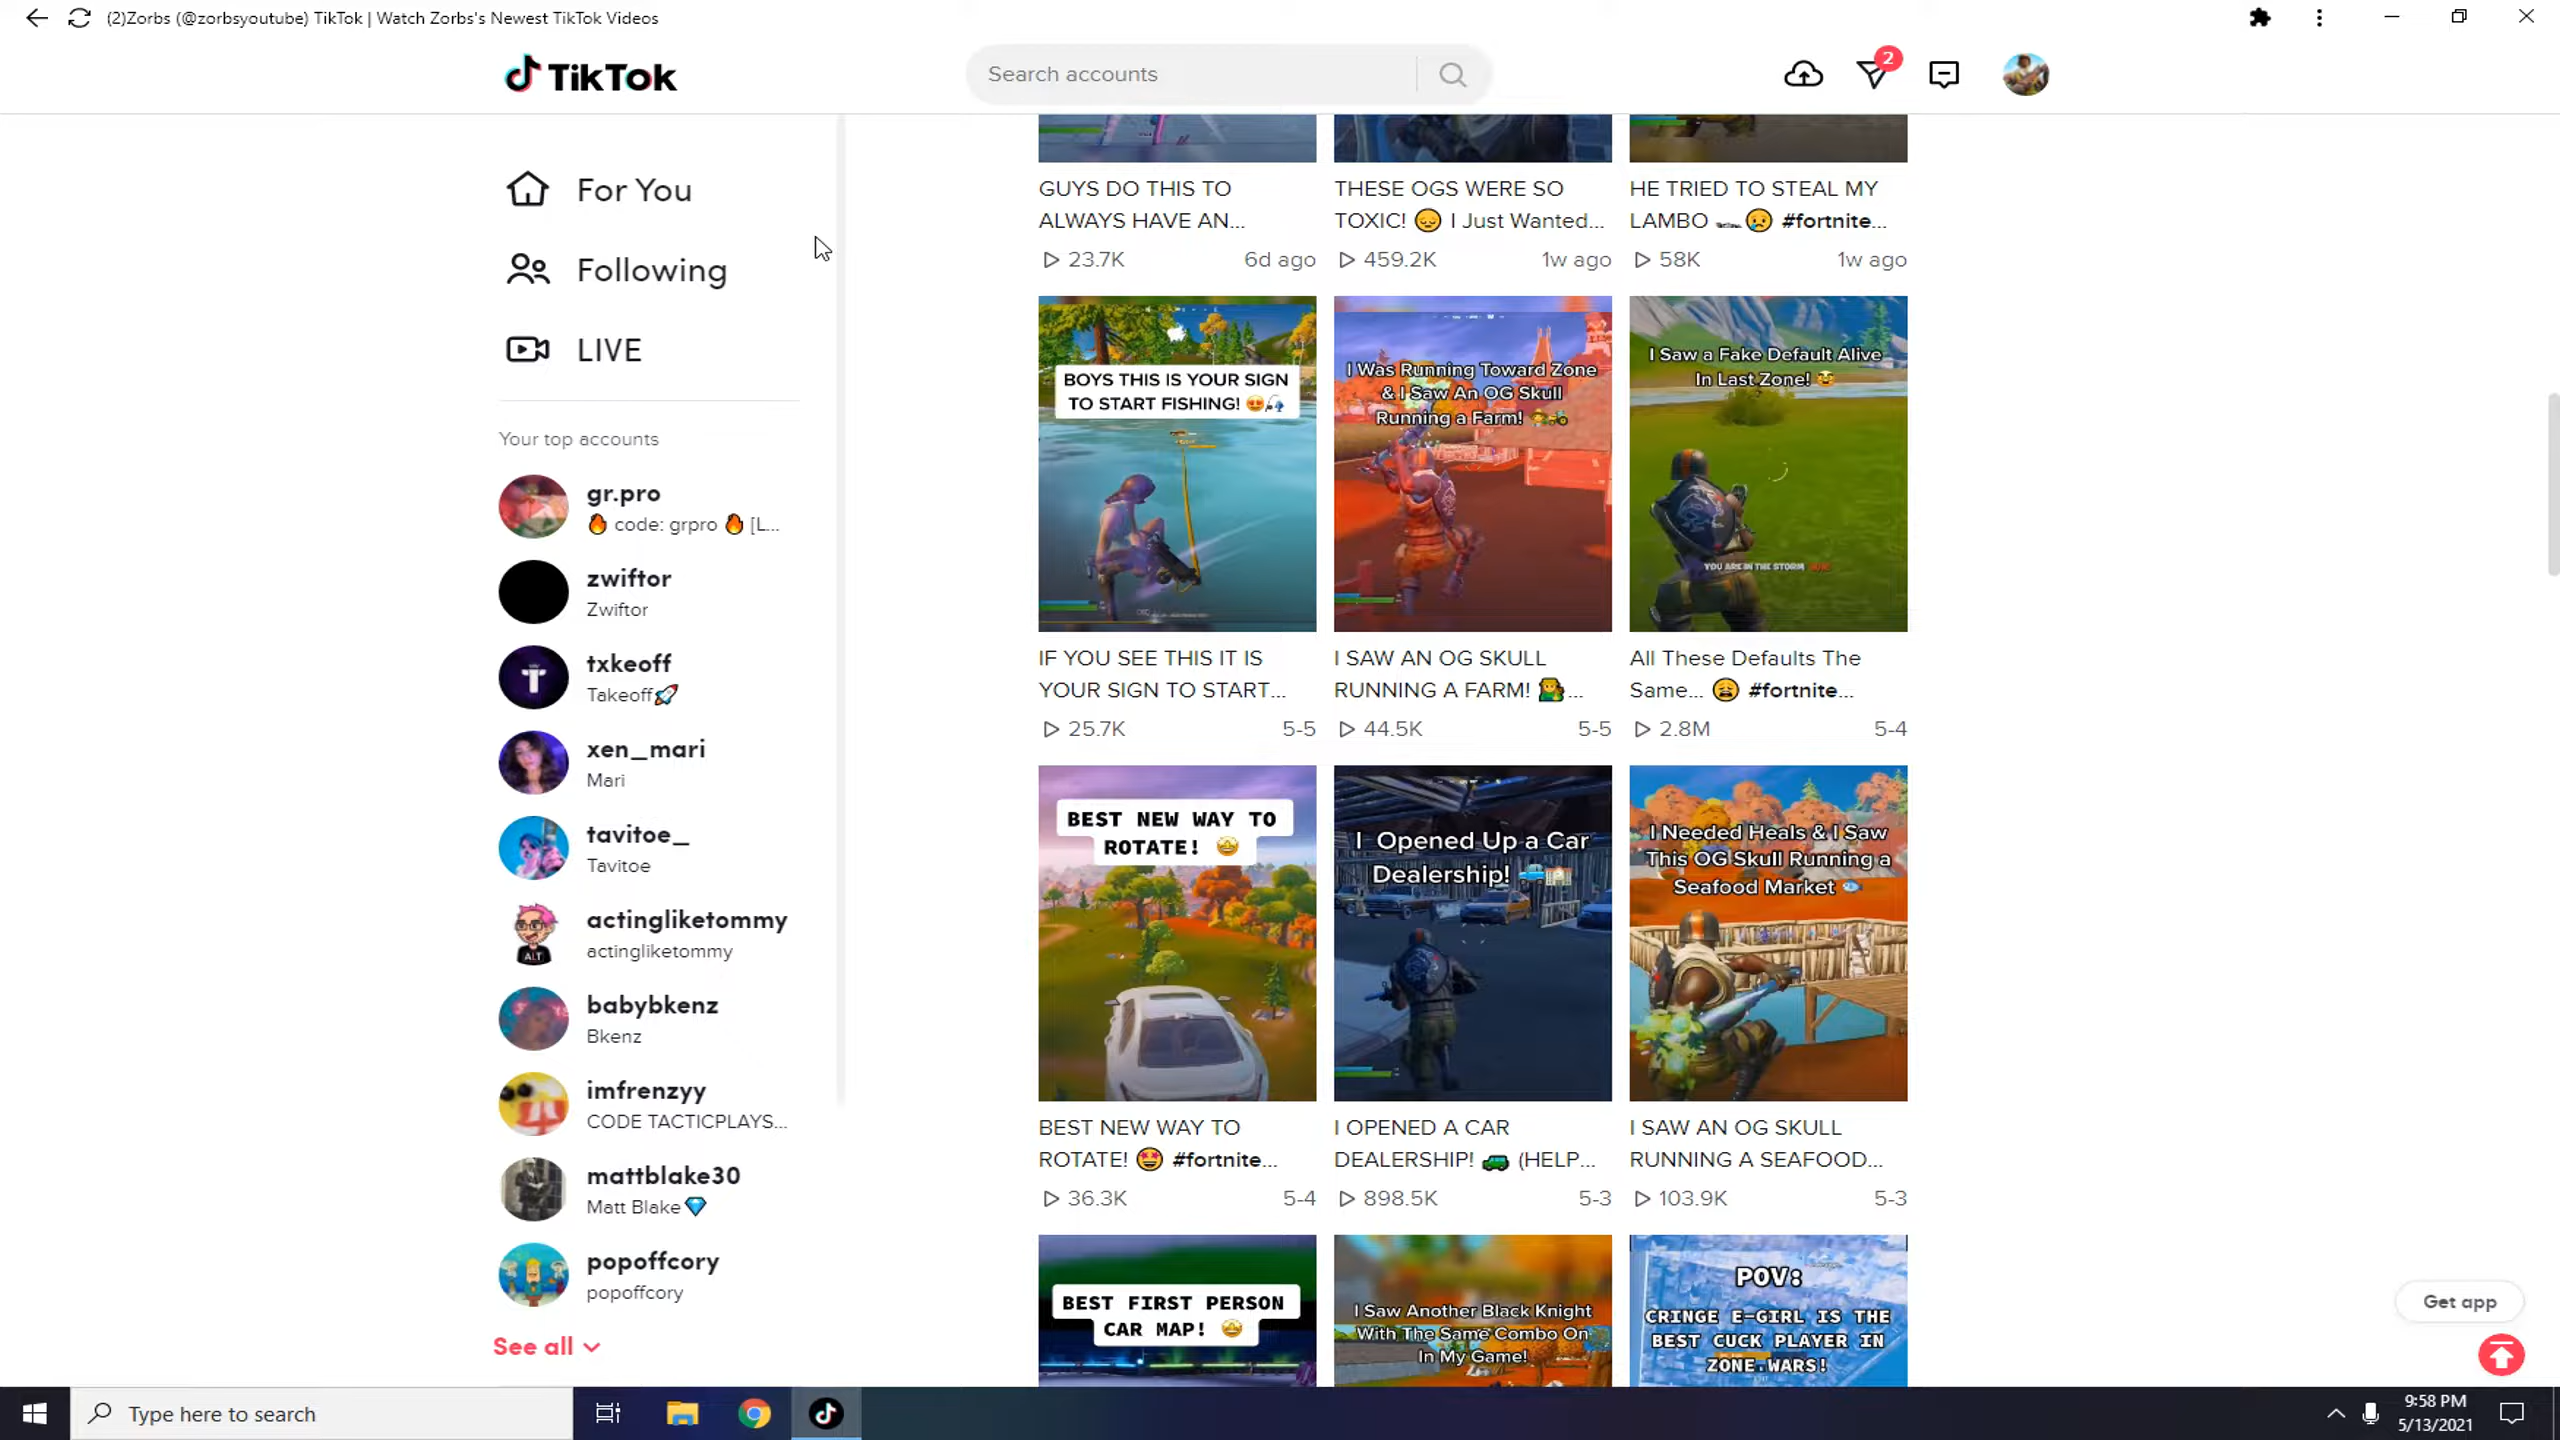 (2)Zorbs (@zorbsyoutube) TikTok | Watch Zorbs's Newest TikTok Videos
TikTok
Search accounts
2
For You
Following
LIVE
Your top accounts
gr.pro
🔥 code: grpro 🔥 [L...
zwiftor
Zwiftor
txkeoff
Takeoff🚀
xen_mari
Mari
tavitoe_
Tavitoe
actingliketommy
actingliketommy
ALT
babybkenz
Bkenz
imfrenzyy
CODE TACTICPLAYS...
mattblake30
Matt Blake💎
popoffcory
popoffcory
See all
GUYS DO THIS TO
ALWAYS HAVE AN...
23.7K 6d ago
THESE OGS WERE SO
TOXIC! 😔 I Just Wanted...
459.2K 1w ago
HE TRIED TO STEAL MY
LAMBO 🏎️😥 #fortnite...
58K 1w ago
BOYS THIS IS YOUR SIGN
TO START FISHING! 😍🎣
IF YOU SEE THIS IT IS
YOUR SIGN TO START...
25.7K 5-5
I Was Running Toward Zone
& I Saw An OG Skull
Running a Farm!
I SAW AN OG SKULL
RUNNING A FARM! ...
44.5K 5-5
I Saw a Fake Default Alive
In Last Zone!
YOU ARE IN THE STORM
All These Defaults The
Same... 😩 #fortnite...
2.8M 5-4
BEST NEW WAY TO
ROTATE! 🤩
BEST NEW WAY TO
ROTATE! 🤩 #fortnite...
36.3K 5-4
I Opened Up a Car
Dealership!
I OPENED A CAR
DEALERSHIP! 🚙 (HELP...
898.5K 5-3
I Needed Heals & I Saw
This OG Skull Running a
Seafood Market 🐟
I SAW AN OG SKULL
RUNNING A SEAFOOD...
103.9K 5-3
BEST FIRST PERSON
CAR MAP! 🤩
I Saw Another Black Knight
With The Same Combo On
In My Game!
POV:
CRINGE E-GIRL IS THE
BEST CUCK PLAYER IN
ZONE.WARS!
Get app
Type here to search
9:58 PM
5/13/2021